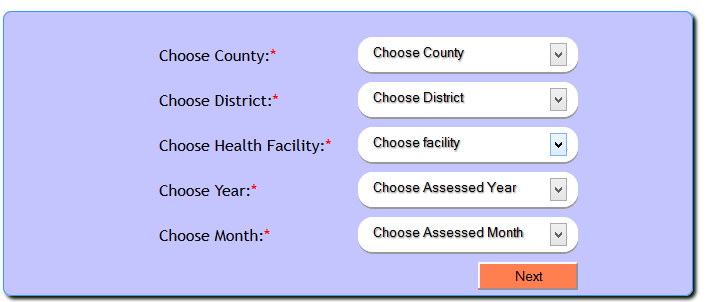 Choose County:* Choose County
Choose District:* Choose District
Choose Health Facility:* Choose facility
Choose Year:* Choose Assessed Year
Choose Month:* Choose Assessed Month
Next